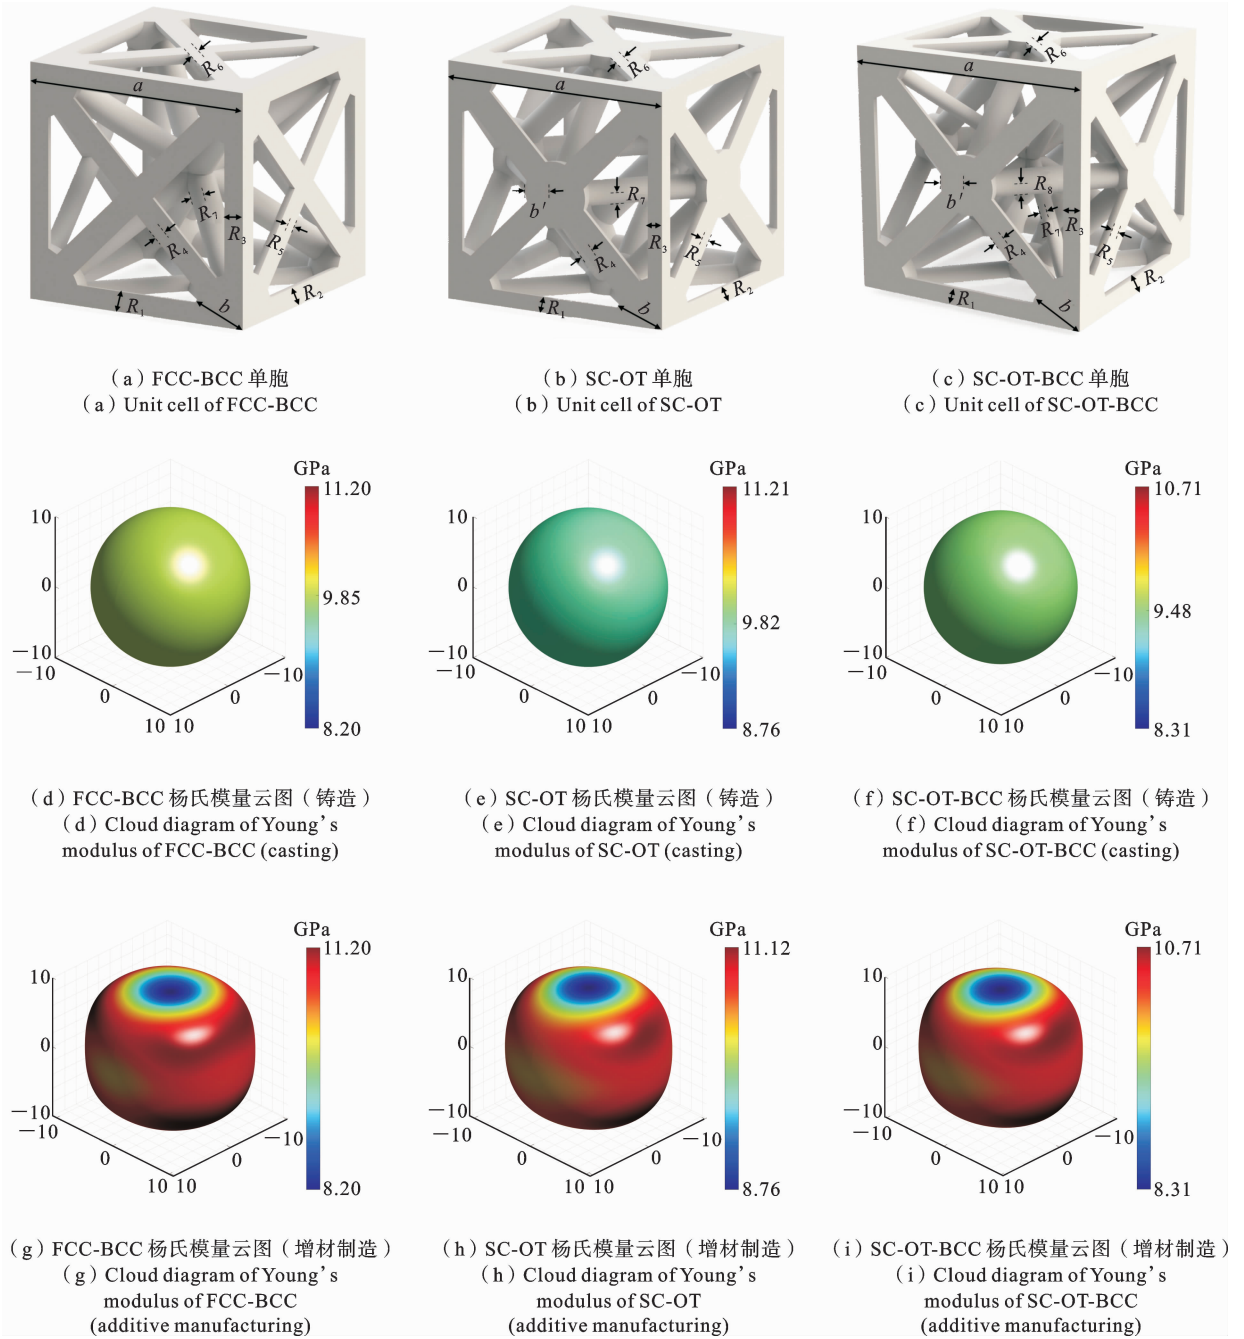 a
R₆
R₇
R₃
R₄
R₅
R₂
R₁
b
a
R₆
b′
R₇
R₃
R₄
R₅
R₂
R₁
b
a
R₆
b′
R₈
R₇
R₃
R₄
R₅
R₂
R₁
b
（a）FCC-BCC 单胞
（a）Unit cell of FCC-BCC
（b）SC-OT 单胞
（b）Unit cell of SC-OT
（c）SC-OT-BCC 单胞
（c）Unit cell of SC-OT-BCC
GPa
11.20
9.85
8.20
10
0
−10
−10
0
10 10
0
−10
GPa
11.21
9.82
8.76
10
0
−10
−10
0
10 10
0
−10
GPa
10.71
9.48
8.31
10
0
−10
−10
0
10 10
0
−10
（d）FCC-BCC 杨氏模量云图（铸造）
（d）Cloud diagram of Young's
modulus of FCC-BCC (casting)
（e）SC-OT 杨氏模量云图（铸造）
（e）Cloud diagram of Young's
modulus of SC-OT (casting)
（f）SC-OT-BCC 杨氏模量云图（铸造）
（f）Cloud diagram of Young's
modulus of SC-OT-BCC (casting)
GPa
11.20
8.20
10
0
−10
−10
0
10 10
0
−10
GPa
11.12
8.76
10
0
−10
−10
0
10 10
0
−10
GPa
10.71
8.31
10
0
−10
−10
0
10 10
0
−10
（g）FCC-BCC 杨氏模量云图（增材制造）
（g）Cloud diagram of Young's
modulus of FCC-BCC
(additive manufacturing)
（h）SC-OT 杨氏模量云图（增材制造）
（h）Cloud diagram of Young's
modulus of SC-OT
(additive manufacturing)
（i）SC-OT-BCC 杨氏模量云图（增材制造）
（i）Cloud diagram of Young's
modulus of SC-OT-BCC
(additive manufacturing)